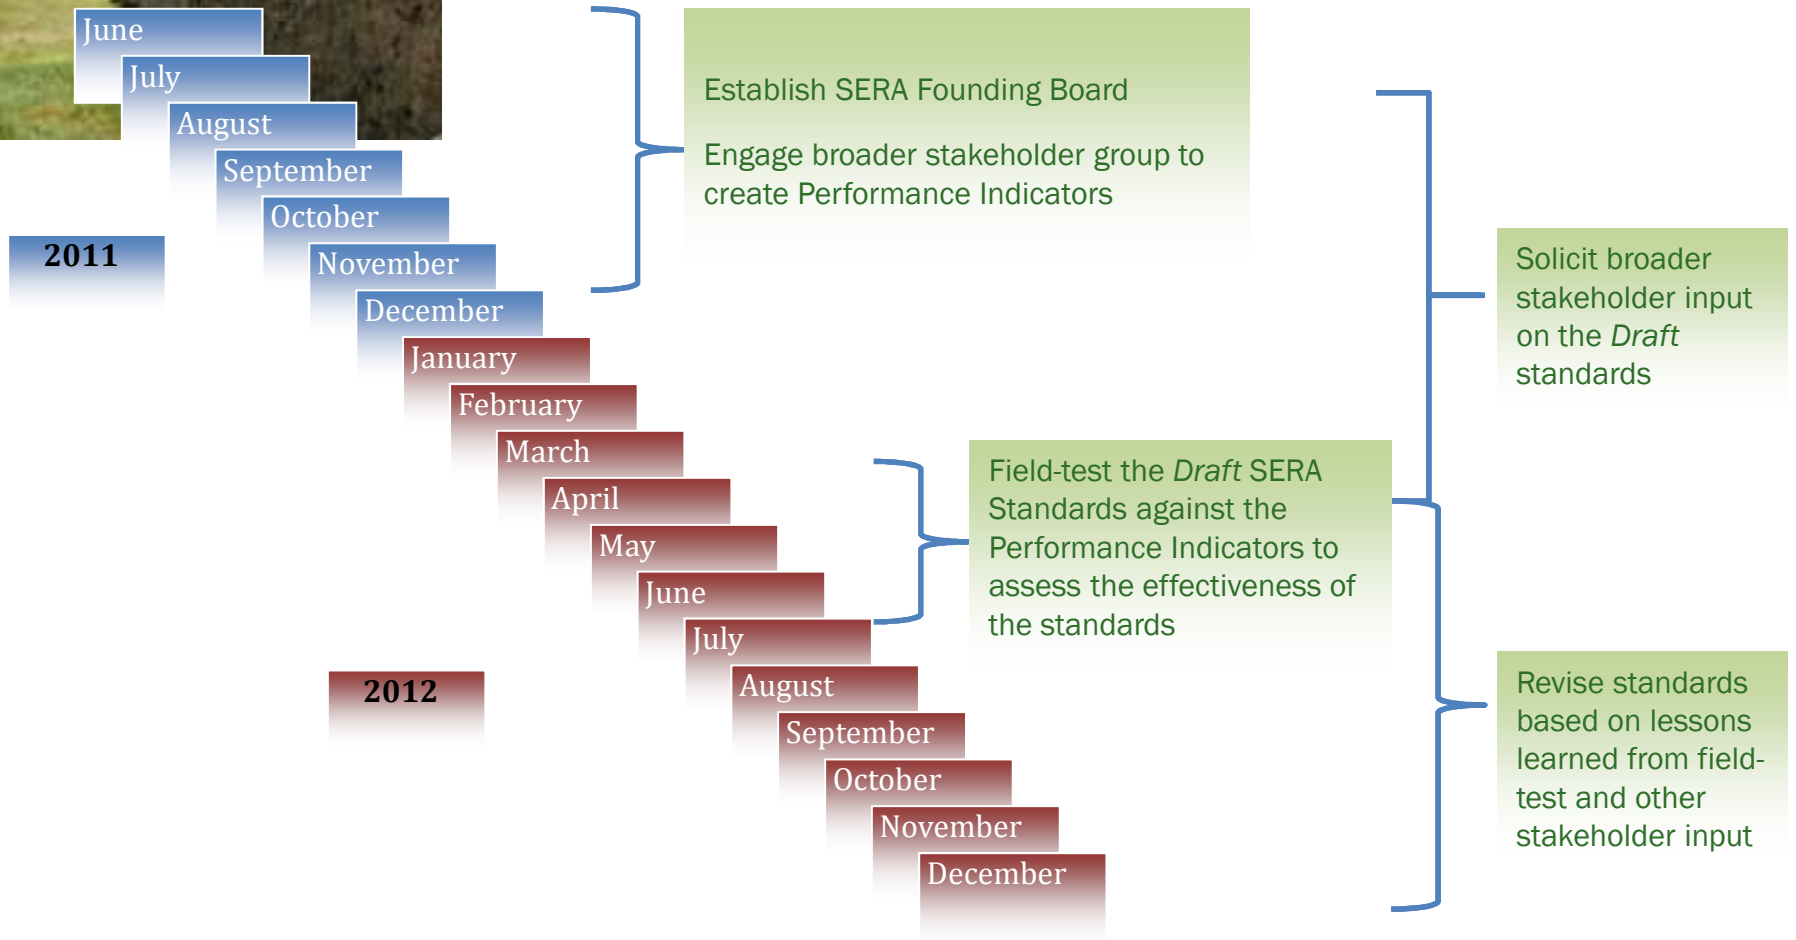 June
July
August
September
October
November
December
2011
January
February
March
April
May
June
July
August
September
October
November
December
2012
Establish SERA Founding Board
Engage broader stakeholder group to
create Performance Indicators
Field-test the Draft SERA
Standards against the
Performance Indicators to
assess the effectiveness of
the standards
Solicit broader
stakeholder input
on the Draft
standards
Revise standards
based on lessons
learned from field-
test and other
stakeholder input